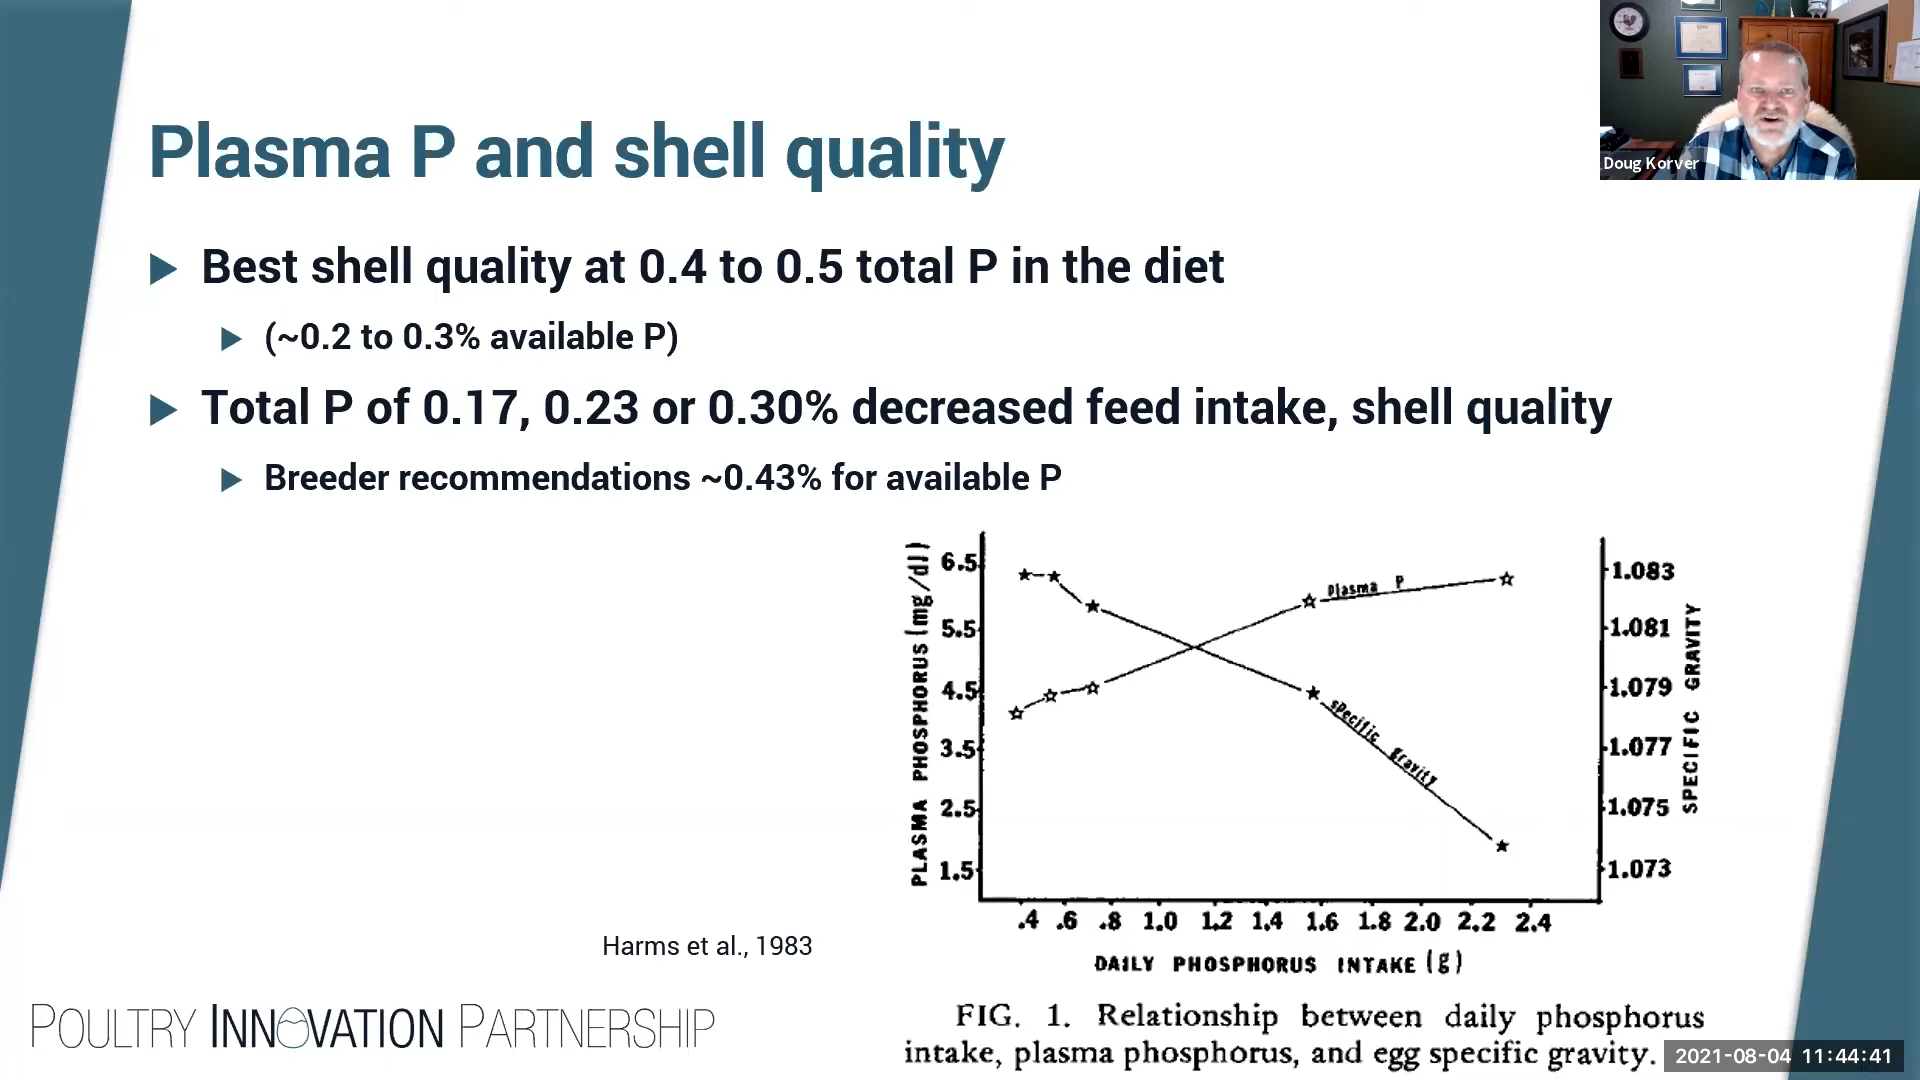 Doug Korver
Plasma P and shell quality
Best shell quality at 0.4 to 0.5 total P in the diet
(~0.2 to 0.3% available P)
Total P of 0.17, 0.23 or 0.30% decreased feed intake, shell quality
Breeder recommendations ~0.43% for available P
PLASMA PHOSPHORUS (mg/dl)
6.5
5.5
4.5
3.5
2.5
1.5
Plasma P
specific gravity
1.083
1.081
1.079
1.077
1.075
1.073
SPECIFIC GRAVITY
.4 .6 .8 1.0 1.2 1.4 1.6 1.8 2.0 2.2 2.4
DAILY PHOSPHORUS INTAKE (g)
Harms et al., 1983
FIG. 1. Relationship between daily phosphorus
intake, plasma phosphorus, and egg specific gravity.
POULTRY INNOVATION PARTNERSHIP
2021-08-04 11:44:41